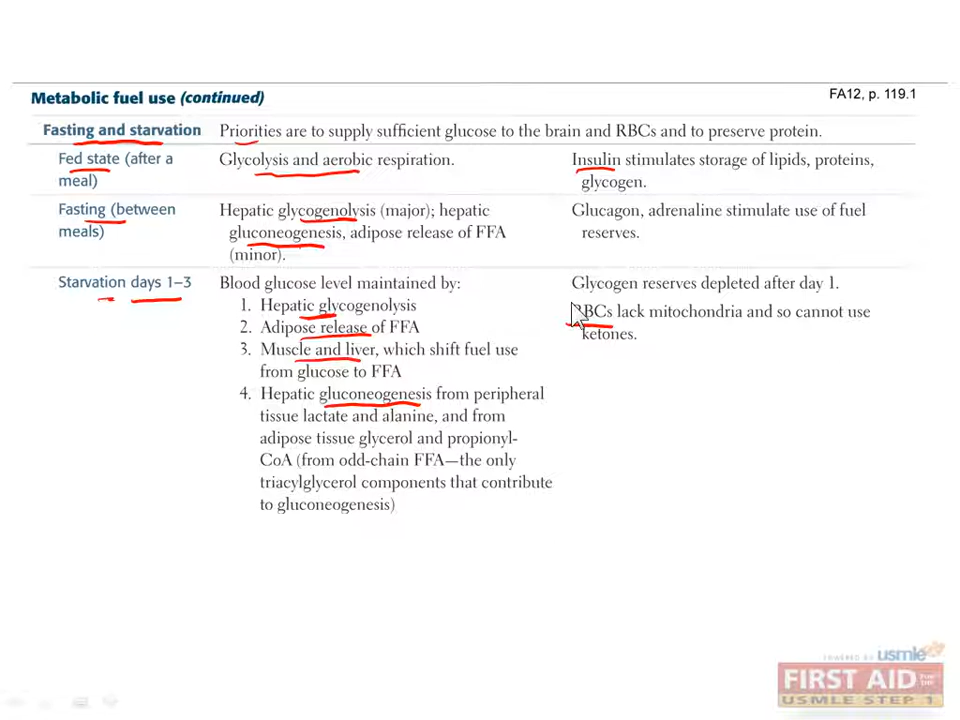 FA12, p. 119.1
Metabolic fuel use (continued)
Fasting and starvation
Priorities are to supply sufficient glucose to the brain and RBCs and to preserve protein.
Fed state (after a
meal)
Glycolysis and aerobic respiration.
Insulin stimulates storage of lipids, proteins,
glycogen.
Fasting (between
meals)
Hepatic glycogenolysis (major); hepatic
gluconeogenesis, adipose release of FFA
(minor).
Glucagon, adrenaline stimulate use of fuel
reserves.
Starvation days 1–3
Blood glucose level maintained by:
1. Hepatic glycogenolysis
2. Adipose release of FFA
3. Muscle and liver, which shift fuel use
from glucose to FFA
4. Hepatic gluconeogenesis from peripheral
tissue lactate and alanine, and from
adipose tissue glycerol and propionyl-
CoA (from odd-chain FFA—the only
triacylglycerol components that contribute
to gluconeogenesis)
Glycogen reserves depleted after day 1.
RBCs lack mitochondria and so cannot use
ketones.
POWERED BY usmle
FIRST AID FOR THE
USMLE STEP 1